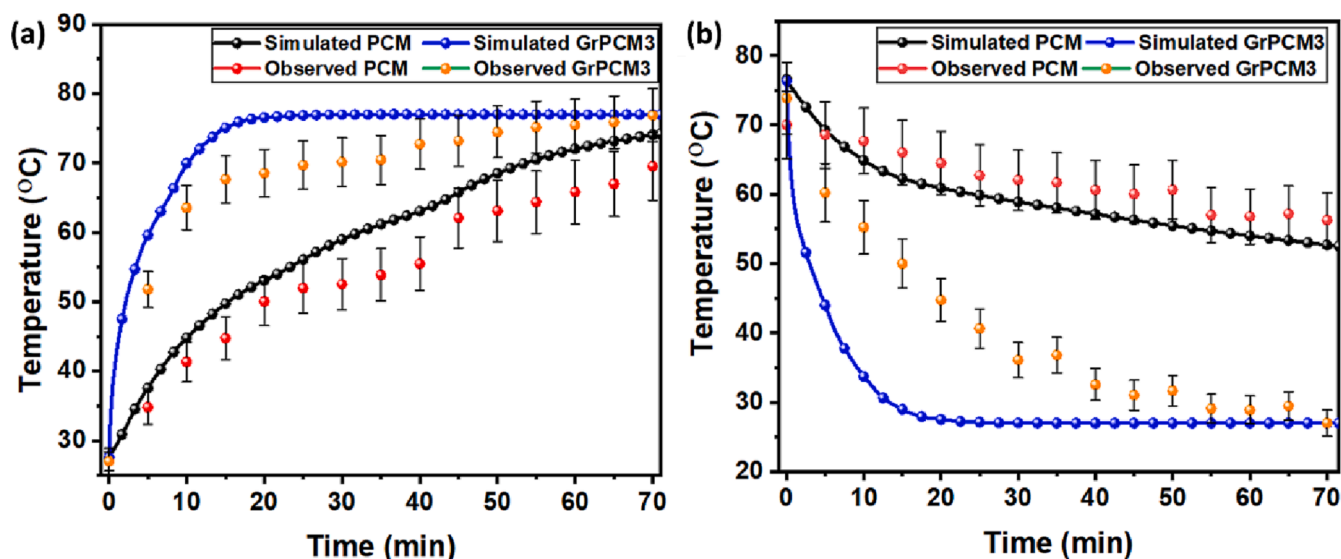 (a)
Simulated PCM Simulated GrPCM3
Observed PCM Observed GrPCM3
90
80
70
60
50
40
30
Temperature (ᴼC)
0 10 20 30 40 50 60 70
Time (min)
(b)
Simulated PCM Simulated GrPCM3
Observed PCM Observed GrPCM3
80
70
60
50
40
30
20
Temperature (ᴼC)
0 10 20 30 40 50 60 70
Time (min)